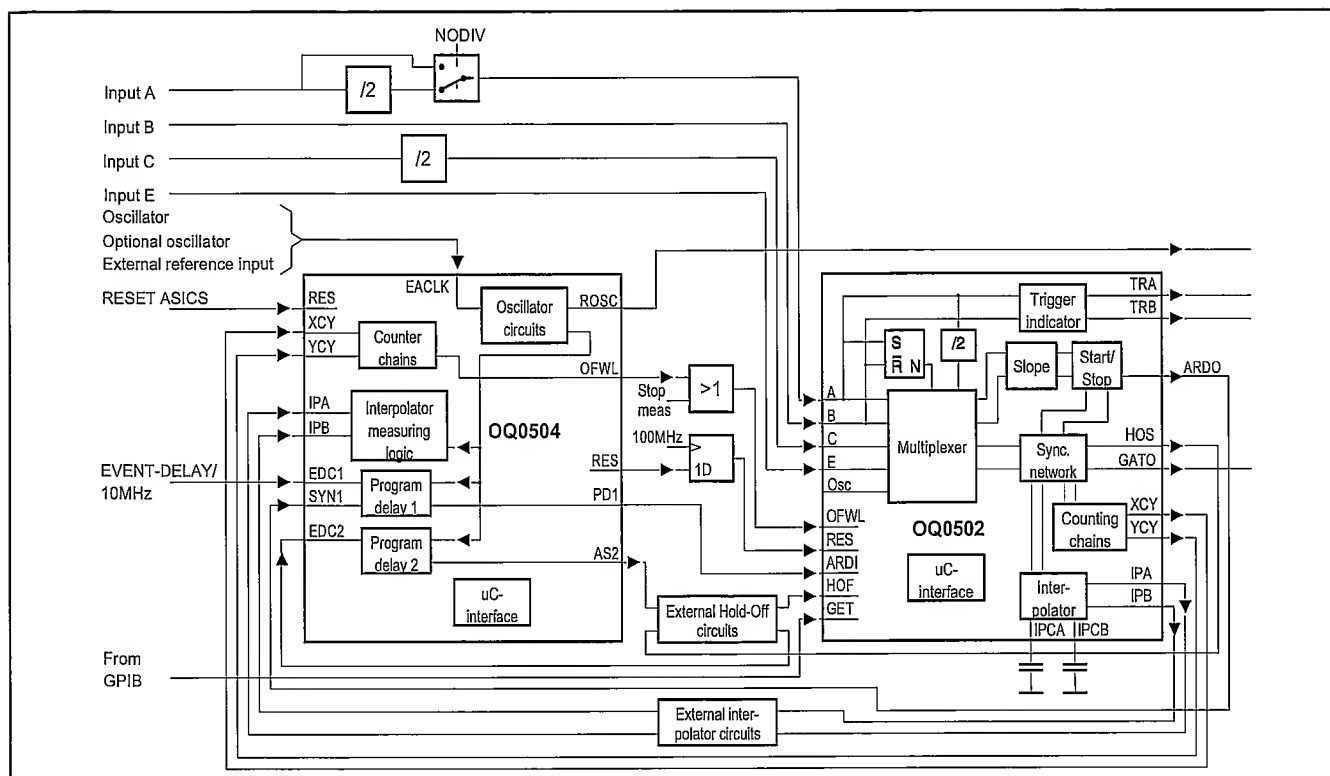 NODIV
Input A
/2
Input B
Input C
/2
Input E
Oscillator
Optional oscillator
External reference input
RESET ASICS
EVENT-DELAY/
10MHz
From
GPIB
EACLK
RES
XCY
YCY
Counter
chains
Oscillator
circuits
ROSC
OFWL
IPA
IPB
Interpolator
measuring
logic
OQ0504
RES
EDC1
SYN1
Program
delay 1
PD1
EDC2
Program
delay 2
AS2
uC-
interface
Stop
meas
>1
100MHz
>
1D
External Hold-Off
circuits
External inter-
polator circuits
TRA
TRB
Trigger
indicator
S
R̅ N
/2
Slope
Start/
Stop
ARDO
A
B
C
E
Osc
Multiplexer
Sync.
network
HOS
GATO
OFWL
RES
ARDI
HOF
GET
OQ0502
uC-
interface
Counting
chains
XCY
YCY
Inter-
polator
IPA
IPB
IPCA
IPCB